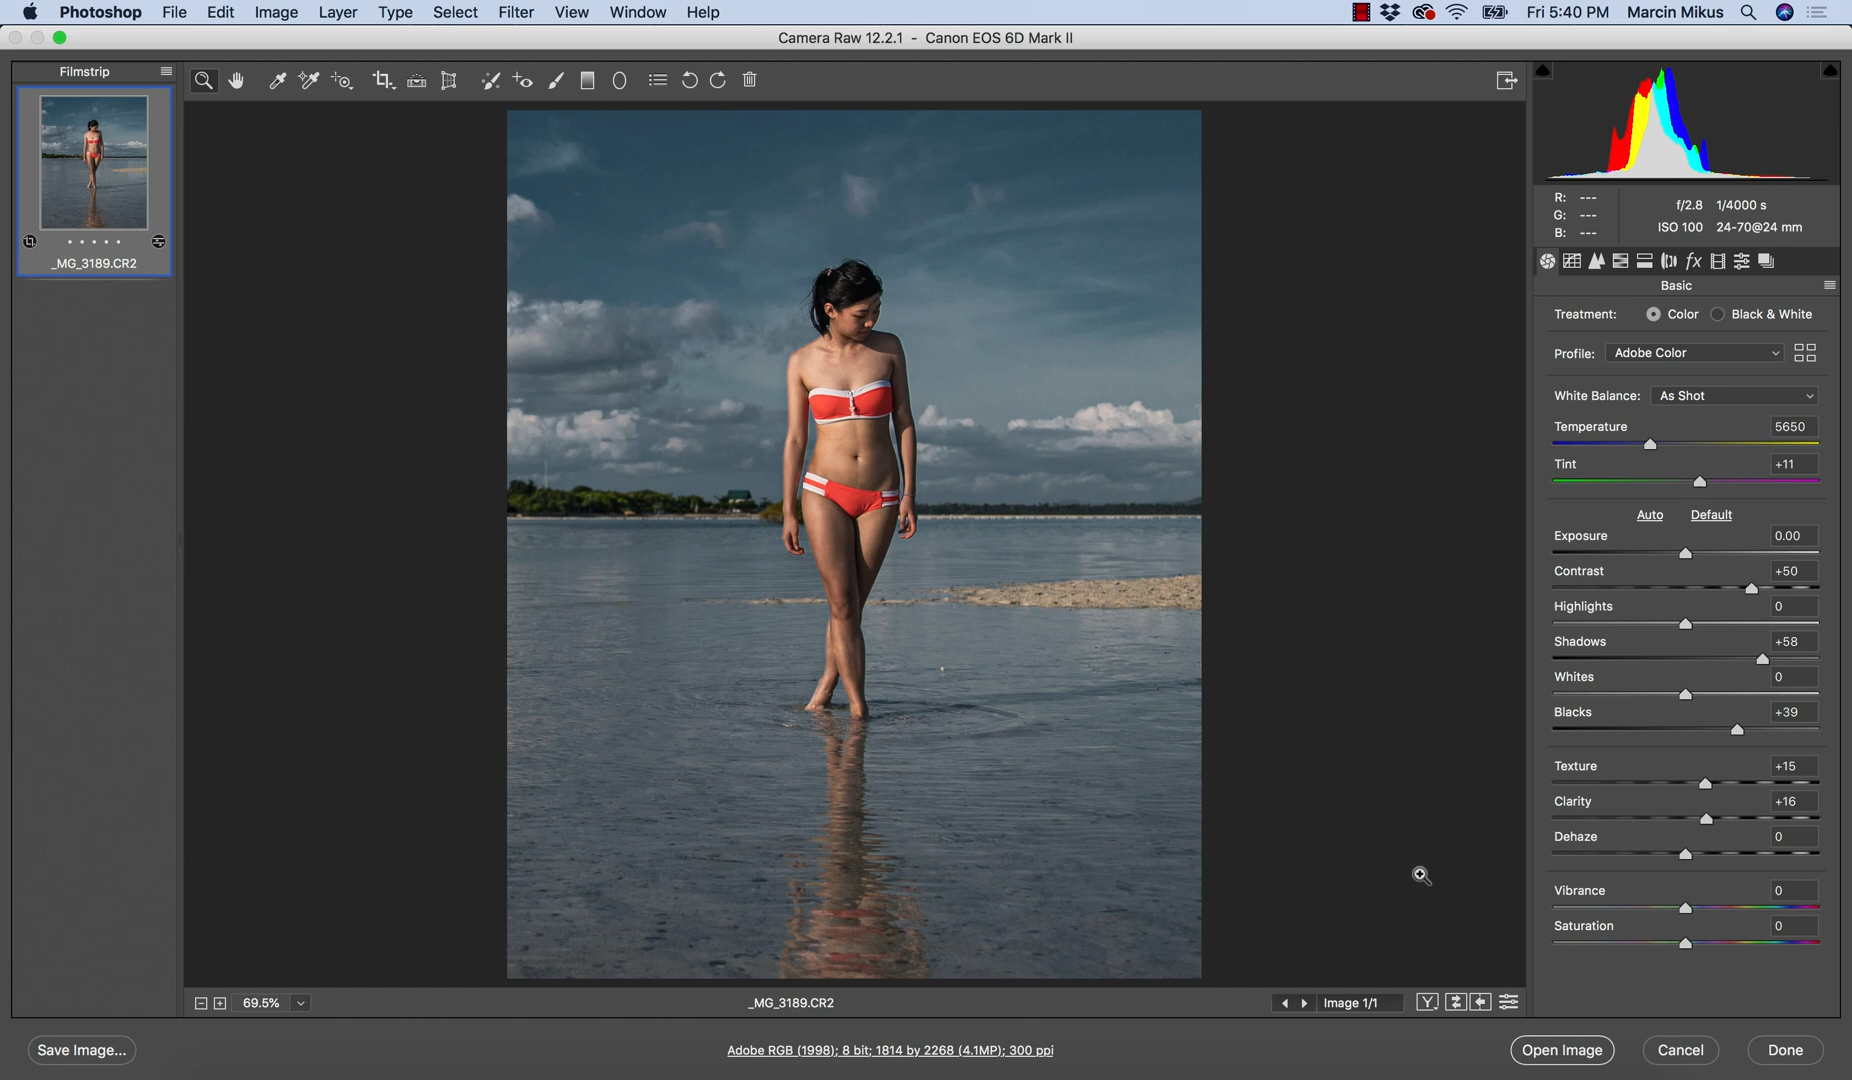 Photoshop File Edit Image Layer Type Select Filter View Window Help Fri 5:40 PM Marcin Mikus
Camera Raw 12.2.1 - Canon EOS 6D Mark II
Filmstrip
_MG_3189.CR2
R: ---
G: ---
B: ---
f/2.8 1/4000 s
ISO 100 24-70@24 mm
Basic
Treatment: Color Black & White
Profile: Adobe Color
White Balance: As Shot
Temperature 5650
Tint +11
Auto Default
Exposure 0.00
Contrast +50
Highlights 0
Shadows +58
Whites 0
Blacks +39
Texture +15
Clarity +16
Dehaze 0
Vibrance 0
Saturation 0
69.5% _MG_3189.CR2 Image 1/1 Y
Save Image... Adobe RGB (1998); 8 bit; 1814 by 2268 (4.1MP); 300 ppi Open Image Cancel Done